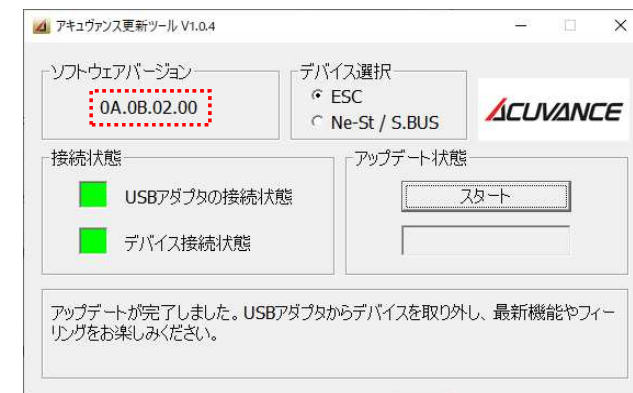 アキュヴァンス更新ツール V1.0.4
ソフトウェアバージョン
0A.0B.02.00
デバイス選択
ESC
Ne-St / S.BUS
ACUVANCE
接続状態
USBアダプタの接続状態
デバイス接続状態
アップデート状態
スタート
アップデートが完了しました。USBアダプタからデバイスを取り外し、最新機能やフィー
リングをお楽しみください。